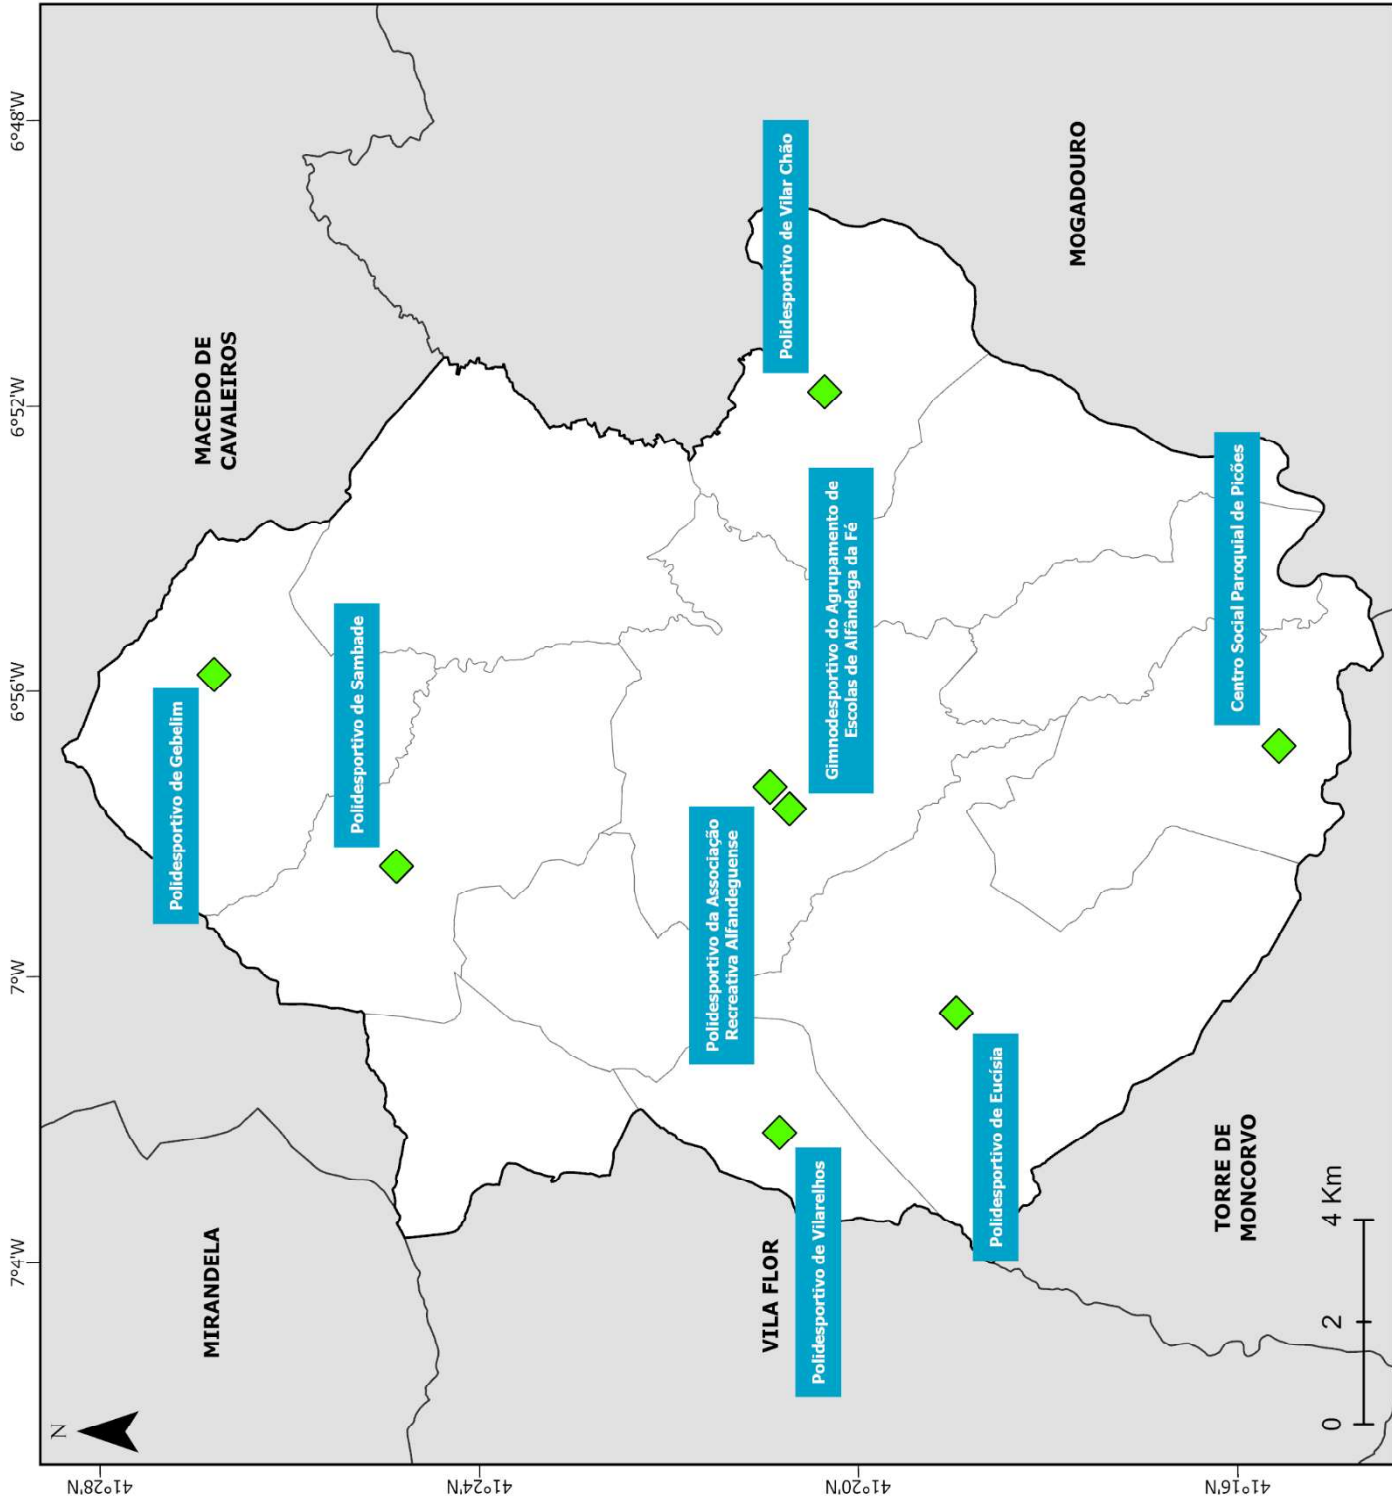 7°4'W
7°W
6°56'W
6°52'W
6°48'W
N
41°28'N
Polidesportivo de Gebelim
MIRANDELA
MACEDO DE
CAVALEIROS
Polidesportivo de Sambade
41°24'N
Polidesportivo da Associação
Recreativa Alfandeguense
VILA FLOR
Polidesportivo de Vilar Chão
Polidesportivo de Vilarelhos
Gimnodesportivo do Agrupamento de
Escolas de Alfândega da Fé
41°20'N
Polidesportivo de Eucísia
MOGADOURO
TORRE DE
MONCORVO
Centro Social Paroquial de Picões
41°16'N
0
2
4 Km